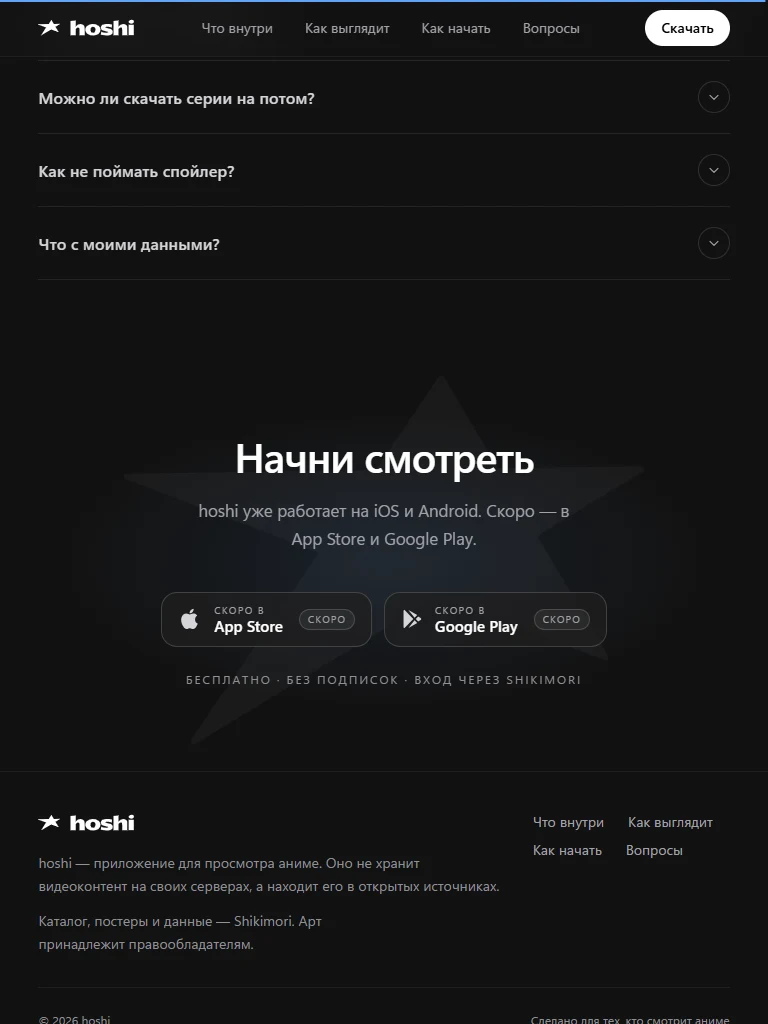 hoshi Что внутри Как выглядит Как начать Вопросы Скачать
Можно ли скачать серии на потом?
Как не поймать спойлер?
Что с моими данными?
Начни смотреть
hoshi уже работает на iOS и Android. Скоро — в
App Store и Google Play.
СКОРО В
App Store
СКОРО
СКОРО В
Google Play
СКОРО
БЕСПЛАТНО · БЕЗ ПОДПИСОК · ВХОД ЧЕРЕЗ SHIKIMORI
hoshi
hoshi — приложение для просмотра аниме. Оно не хранит
видеоконтент на своих серверах, а находит его в открытых источниках.
Каталог, постеры и данные — Shikimori. Арт
принадлежит правообладателям.
Что внутри Как выглядит
Как начать Вопросы
© 2026 hoshi
Сделано для тех, кто смотрит аниме